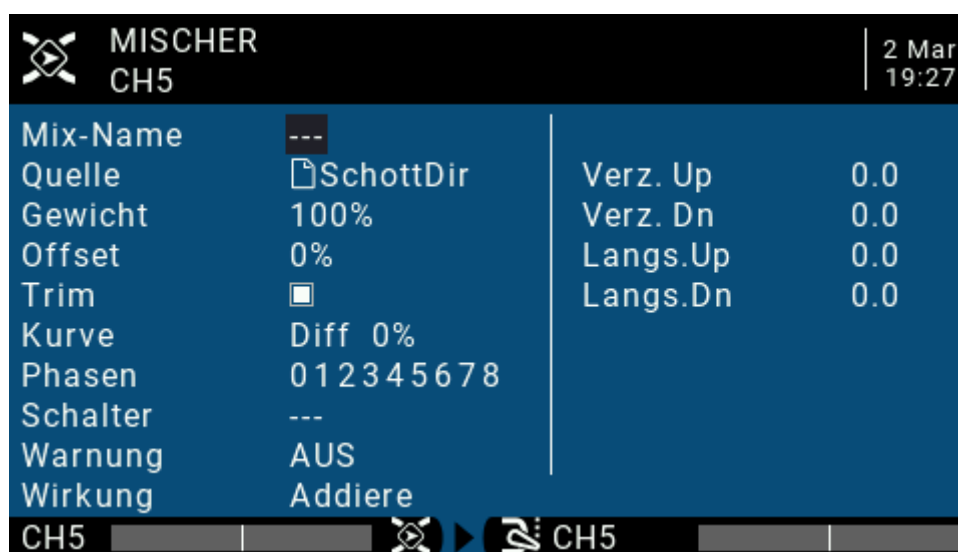 MISCHER
CH5
2 Mar
19:27
Mix-Name ---
Quelle SchottDir
Gewicht 100%
Offset 0%
Trim
Kurve Diff 0%
Phasen 012345678
Schalter ---
Warnung AUS
Wirkung Addiere
Verz. Up 0.0
Verz. Dn 0.0
Langs.Up 0.0
Langs.Dn 0.0
CH5
CH5